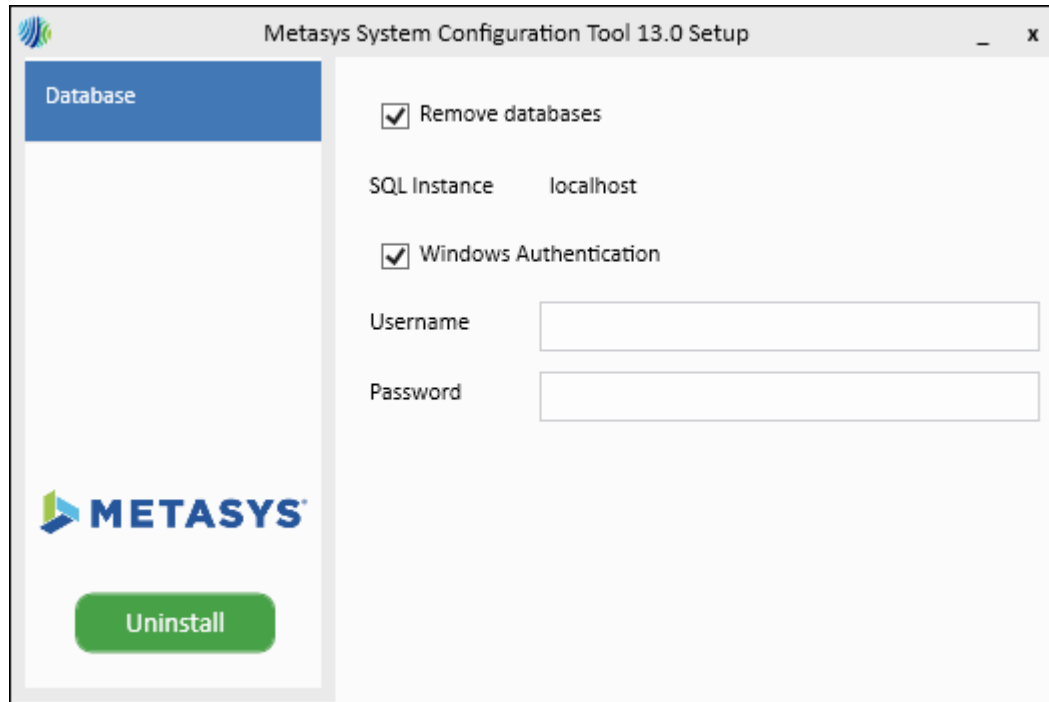 Metasys System Configuration Tool 13.0 Setup
Database
Remove databases
SQL Instance localhost
Windows Authentication
Username
Password
METASYS
Uninstall